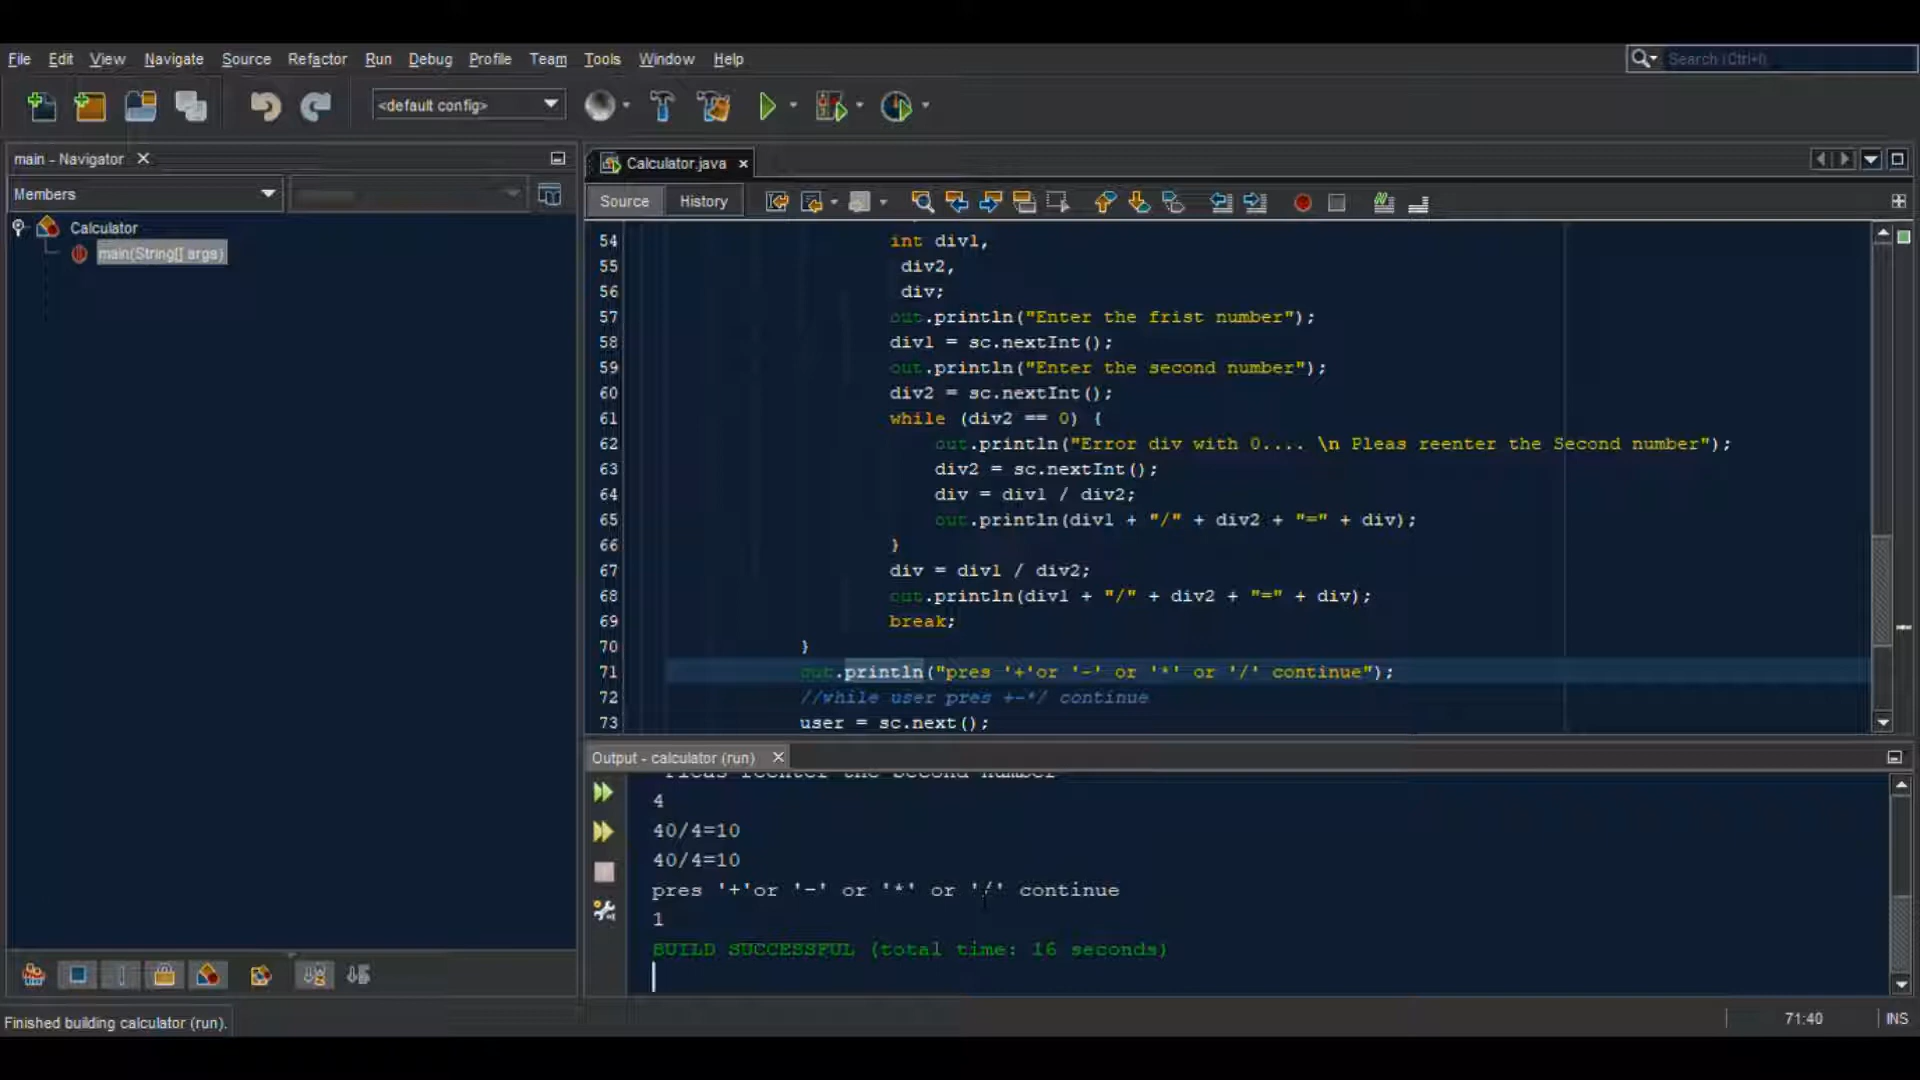 File Edit View Navigate Source Refactor Run Debug Profile Team Tools Window Help
Search (Ctrl+I)
<default config>
main - Navigator
Calculator.java
Members
Source History
Calculator
main(String[] args)
54 int div1,
55 div2,
56 div;
57 out.println("Enter the frist number");
58 div1 = sc.nextInt();
59 out.println("Enter the second number");
60 div2 = sc.nextInt();
61 while (div2 == 0) {
62 out.println("Error div with 0.... \n Pleas reenter the Second number");
63 div2 = sc.nextInt();
64 div = div1 / div2;
65 out.println(div1 + "/" + div2 + "=" + div);
66 }
67 div = div1 / div2;
68 out.println(div1 + "/" + div2 + "=" + div);
69 break;
70 }
71 out.println("pres '+'or '-' or '*' or '/' continue");
72 //while user pres +-*/ continue
73 user = sc.next();
Output - calculator (run)
Pleas reenter the Second number
4
40/4=10
40/4=10
pres '+'or '-' or '*' or '/' continue
1
BUILD SUCCESSFUL (total time: 16 seconds)
Finished building calculator (run).
71:40
INS